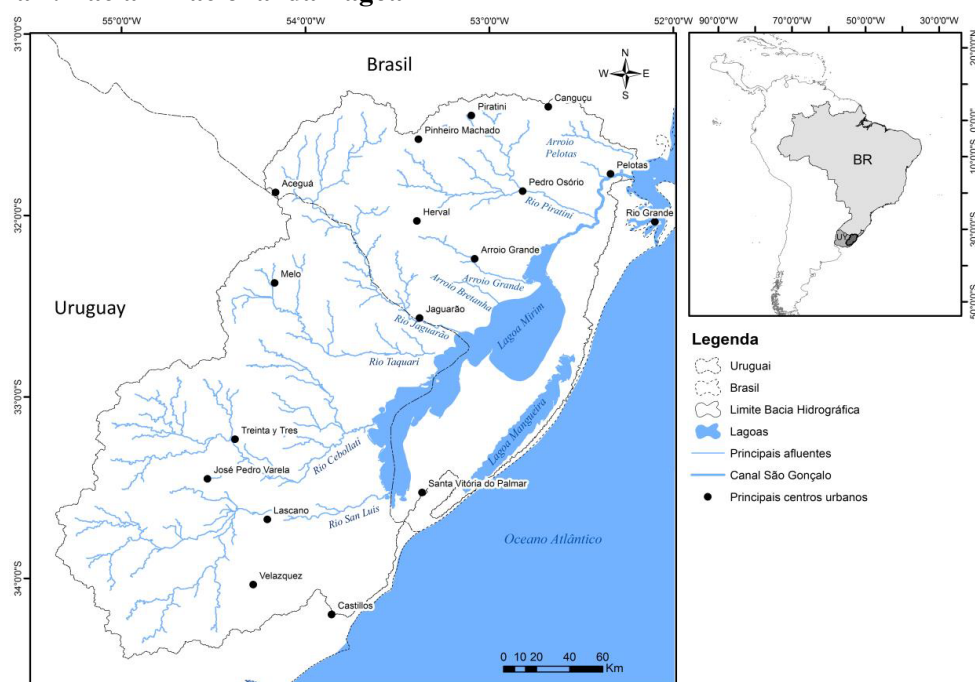 55°0'0"S
54°0'0"S
53°0'0"S
52°0'0"S
31°0'0"S
32°0'0"S
33°0'0"S
34°0'0"S
Brasil
N
W
E
S
Canguçu
Piratini
Pinheiro Machado
Arroio
Pelotas
Pelotas
Aceguá
Pedro Osório
Rio Piratini
Herval
Rio Grande
Arroio Grande
Melo
Arroio Grande
Arroio Bretanha
Uruguay
Jaguarão
Rio Jaguarão
Lagoa Mirim
Rio Taquari
Treinta y Tres
Lagoa Mangueira
Rio Cebollati
José Pedro Varela
Santa Vitória do Palmar
Lascano
Rio San Luis
Oceano Atlântico
Velazquez
Castillos
0 10 20 40 60
Km
90°0'0"W
70°0'0"W
50°0'0"W
30°0'0"W
BR
UY
Legenda
Uruguai
Brasil
Limite Bacia Hidrográfica
Lagoas
Principais afluentes
Canal São Gonçalo
Principais centros urbanos